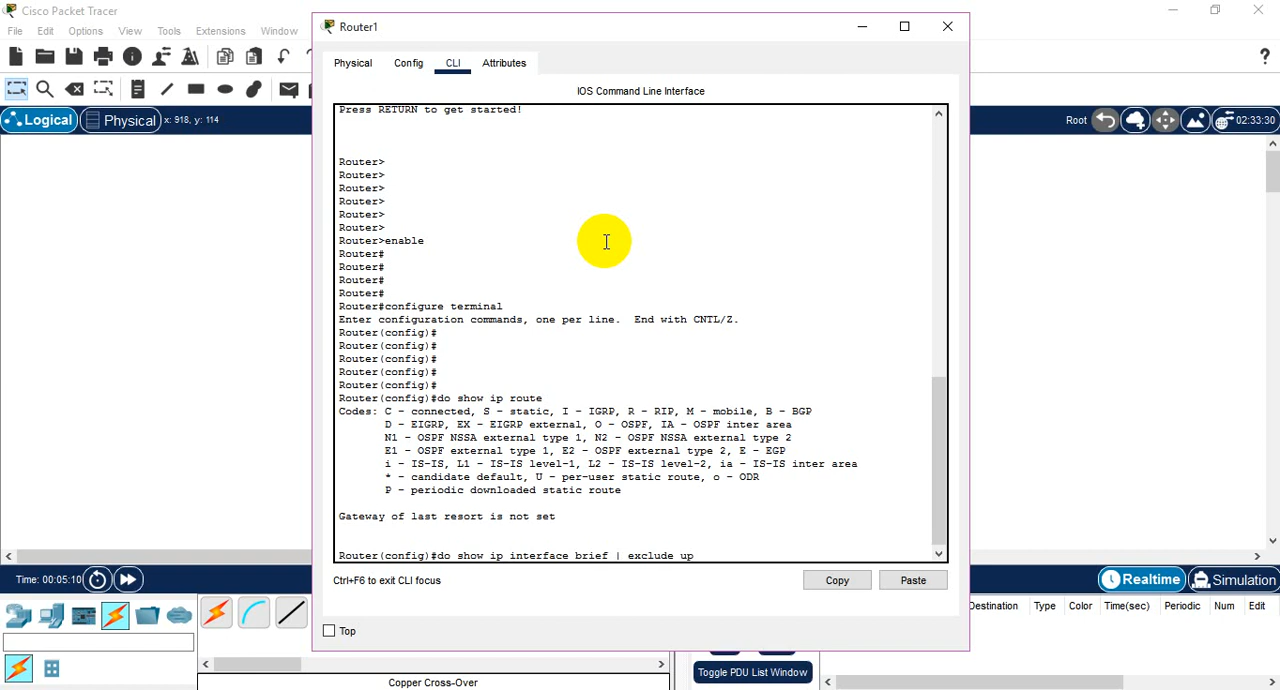 Cisco Packet Tracer
File Edit Options View Tools Extensions Window
?
Logical Physical x: 918, y: 114
Root 02:33:30
Router1
Physical Config CLI Attributes
IOS Command Line Interface
Press RETURN to get started!
Router>
Router>
Router>
Router>
Router>
Router>
Router>enable
Router#
Router#
Router#
Router#
Router#configure terminal
Enter configuration commands, one per line.  End with CNTL/Z.
Router(config)#
Router(config)#
Router(config)#
Router(config)#
Router(config)#
Router(config)#do show ip route
Codes: C - connected, S - static, I - IGRP, R - RIP, M - mobile, B - BGP
D - EIGRP, EX - EIGRP external, O - OSPF, IA - OSPF inter area
N1 - OSPF NSSA external type 1, N2 - OSPF NSSA external type 2
E1 - OSPF external type 1, E2 - OSPF external type 2, E - EGP
i - IS-IS, L1 - IS-IS level-1, L2 - IS-IS level-2, ia - IS-IS inter area
* - candidate default, U - per-user static route, o - ODR
P - periodic downloaded static route
Gateway of last resort is not set
Router(config)#do show ip interface brief | exclude up
Ctrl+F6 to exit CLI focus
Copy Paste
Top
Time: 00:05:10
Realtime Simulation
Destination Type Color Time(sec) Periodic Num Edit
Toggle PDU List Window
Copper Cross-Over